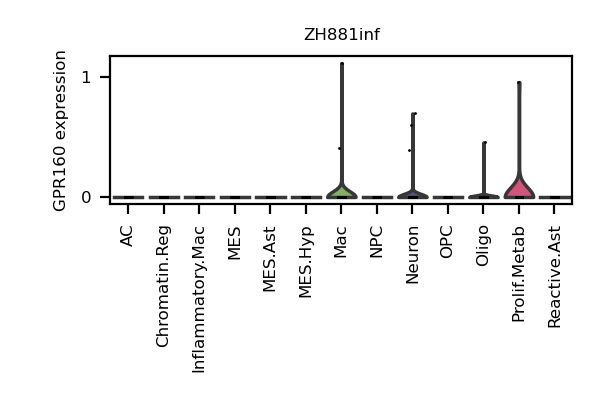 ZH881inf
GPR160 expression
1
0
AC
Chromatin.Reg
Inflammatory.Mac
MES
MES.Ast
MES.Hyp
Mac
NPC
Neuron
OPC
Oligo
Prolif.Metab
Reactive.Ast